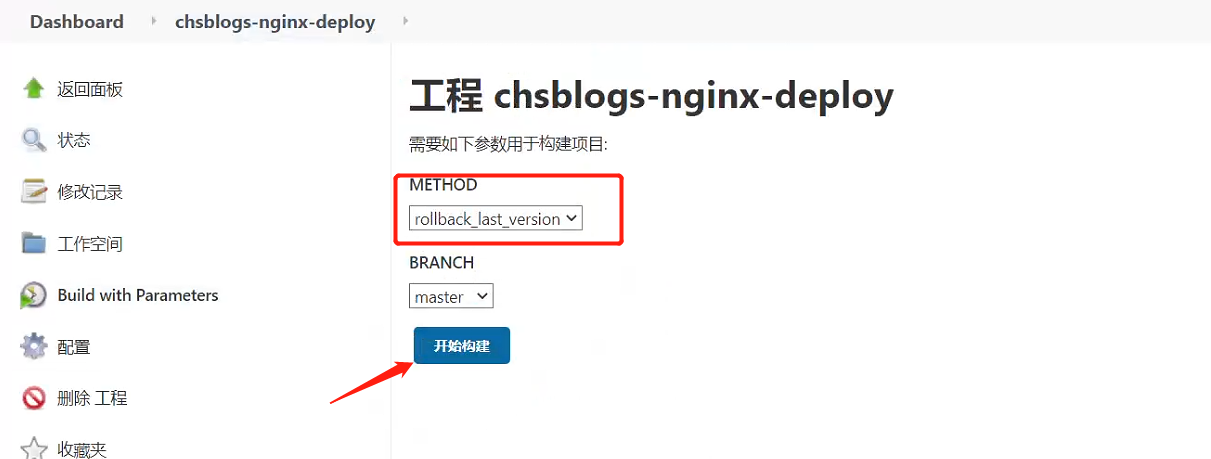 Dashboard chsblogs-nginx-deploy
返回面板
状态
修改记录
工作空间
Build with Parameters
配置
删除 工程
收藏夹
工程 chsblogs-nginx-deploy
需要如下参数用于构建项目:
METHOD
rollback_last_version
BRANCH
master
开始构建